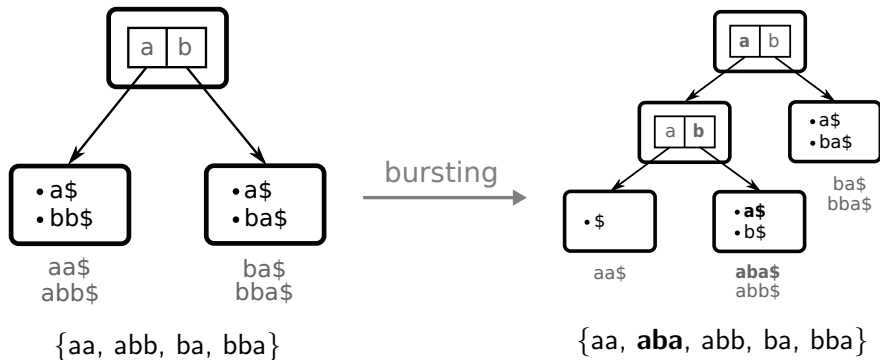 a b
• a$
• bb$
• a$
• ba$
aa$
abb$
ba$
bba$
{aa, abb, ba, bba}
bursting
a b
a b
• a$
• ba$
ba$
bba$
• $
• a$
• b$
aa$
aba$
abb$
{aa, aba, abb, ba, bba}